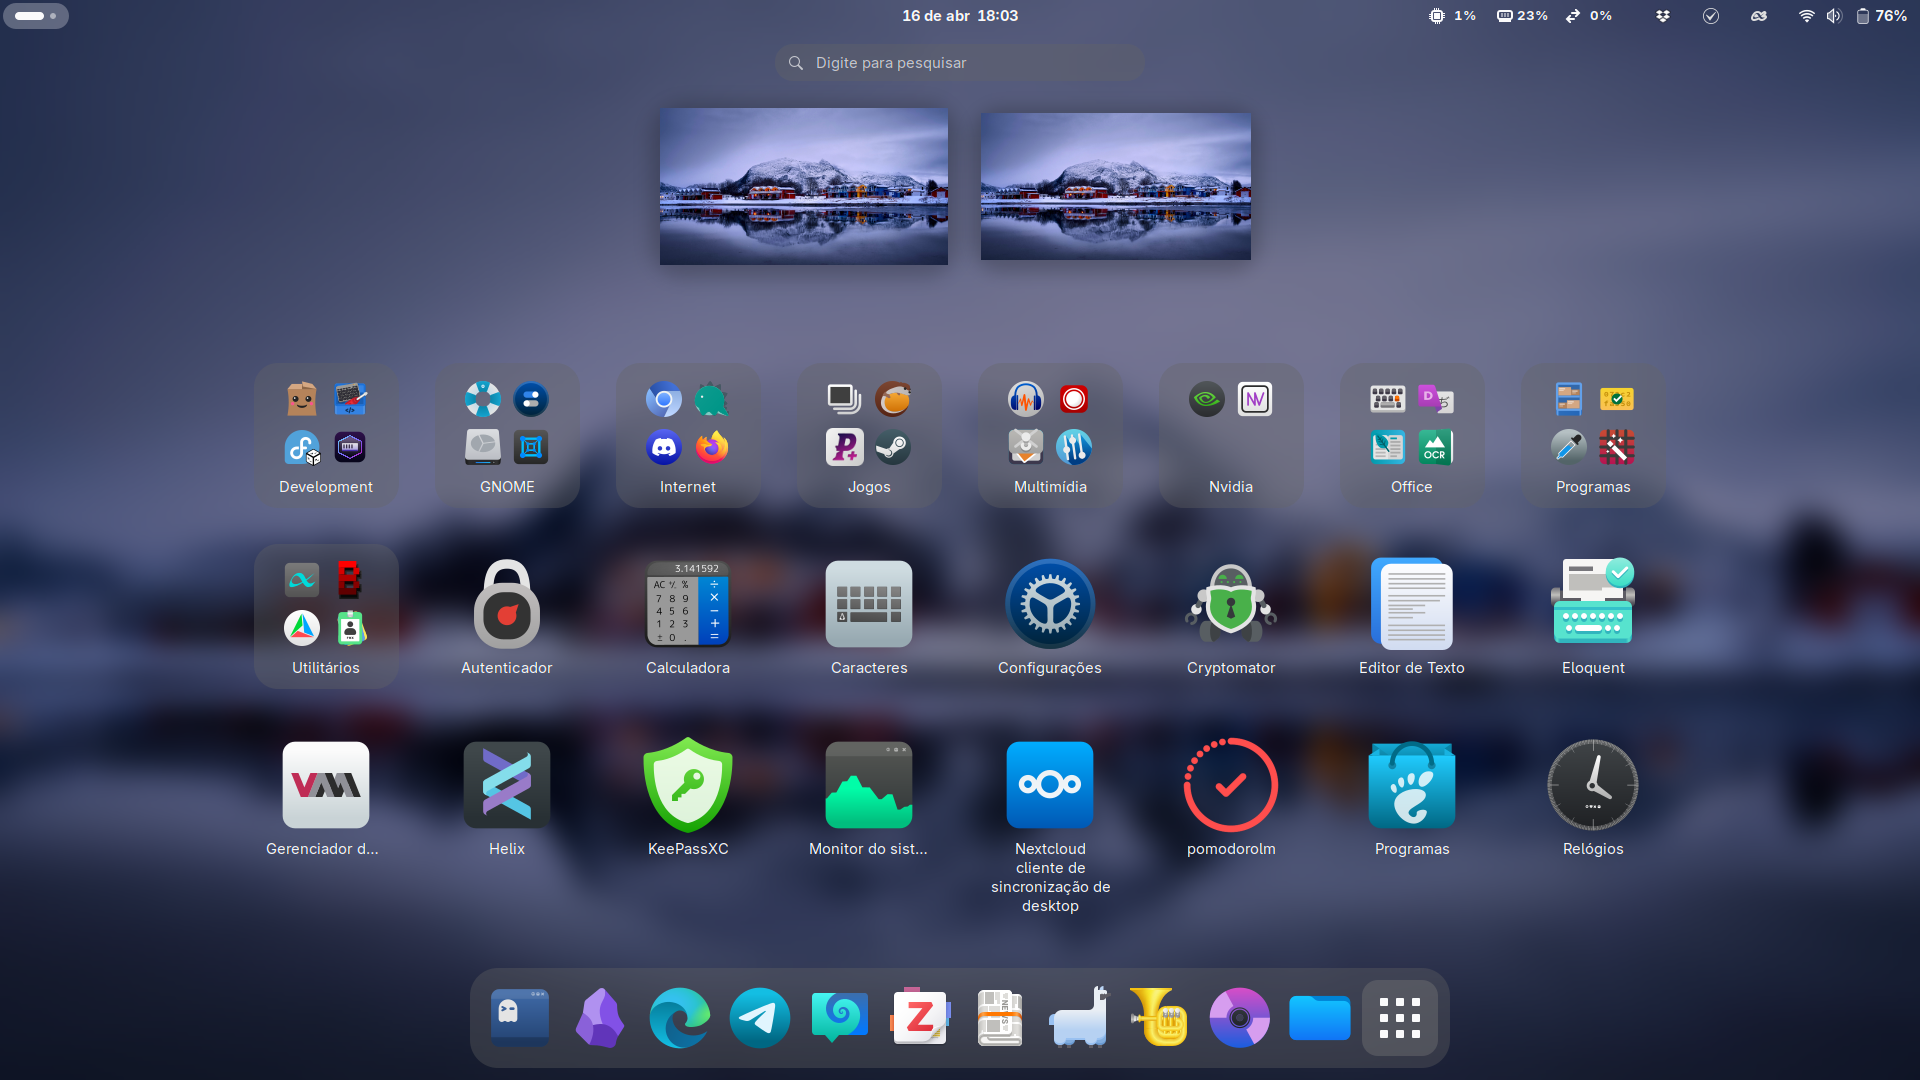 16 de abr 18:03
1%
23%
0%
76%
Digite para pesquisar
Development
GNOME
Internet
Jogos
Multimídia
Nvidia
Office
Programas
OCR
Utilitários
Autenticador
Calculadora
3.141592
AC % 
7 8 9
4 5 6
1 2 3
± 0 .
Caracteres
Configurações
Cryptomator
Editor de Texto
Eloquent
Gerenciador d...
Helix
KeePassXC
Monitor do sist...
Nextcloud
cliente de
sincronização de
desktop
pomodorolm
Programas
Relógios
Z
NEWS